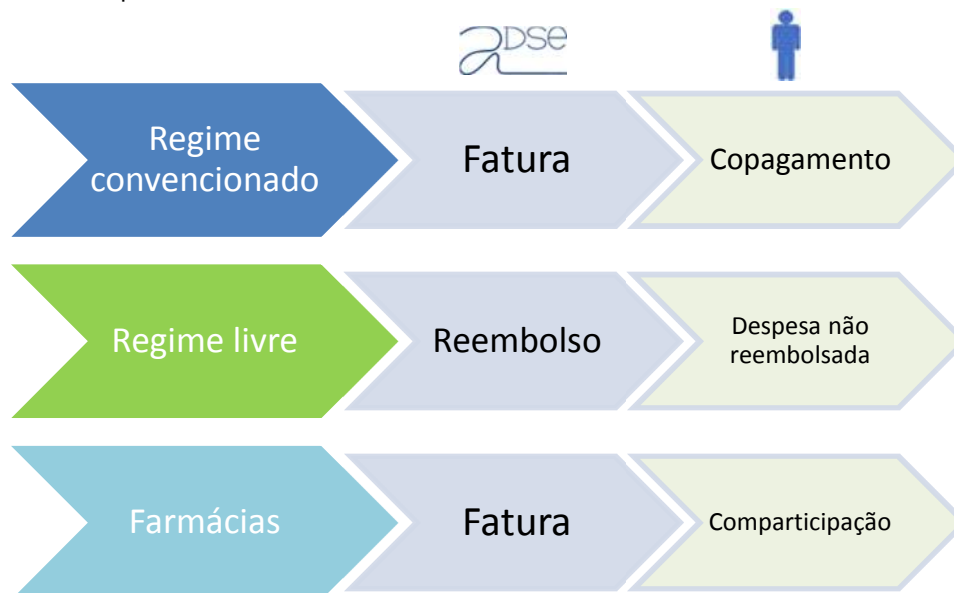 aDSe
Regime
convencionado
Fatura
Copagamento
Regime livre
Reembolso
Despesa não
reembolsada
Farmácias
Fatura
Comparticipação